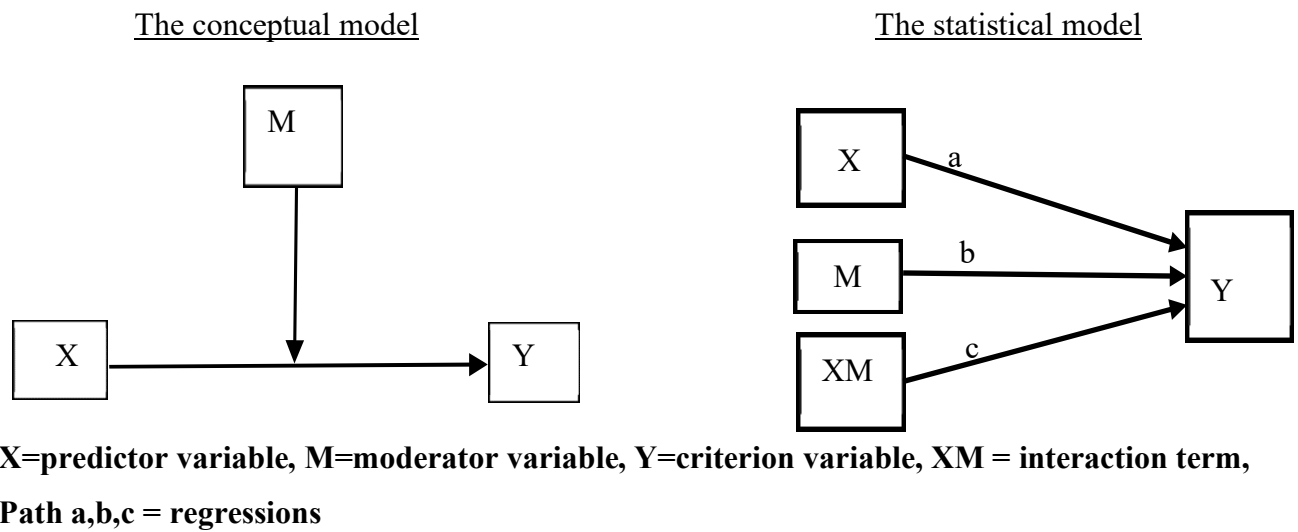 The conceptual model
M
X
Y
The statistical model
X
a
M
b
XM
c
Y
X=predictor variable, M=moderator variable, Y=criterion variable, XM = interaction term,
Path a,b,c = regressions